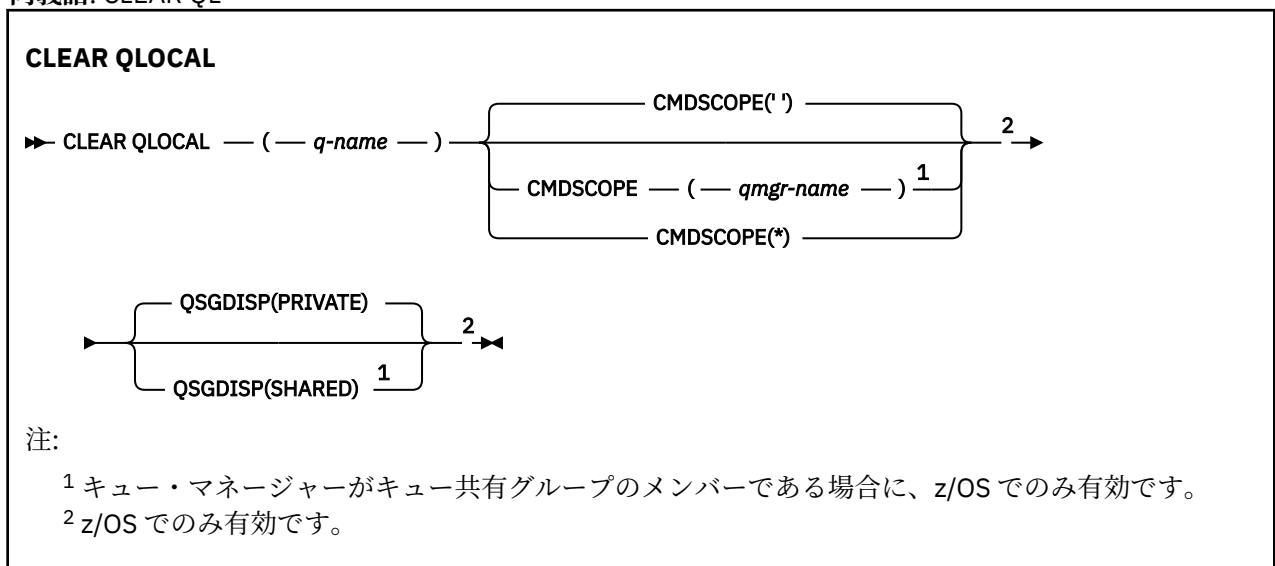 同義語: CLEAR QL
CLEAR QLOCAL
CMDSCOPE(' ')
CLEAR QLOCAL ( q-name ) 2
CMDSCOPE ( qmgr-name ) 1
CMDSCOPE(*)
QSGDISP(PRIVATE)
2
QSGDISP(SHARED) 1
注:
1 キュー・マネージャーがキュー共有グループのメンバーである場合に、z/OS でのみ有効です。
2 z/OS でのみ有効です。